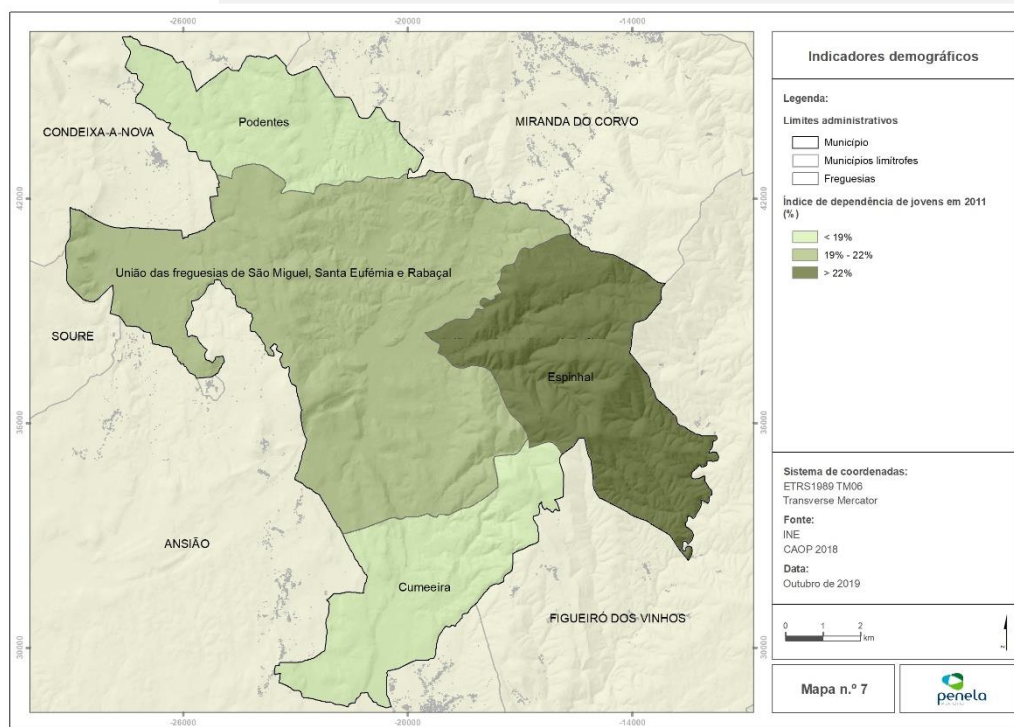 -26000
-20000
-14000
CONDEIXA-A-NOVA
Podentes
MIRANDA DO CORVO
42000
42000
União das freguesias de São Miguel, Santa Eufémia e Rabaçal
SOURE
Espinhal
36000
36000
ANSIÃO
Cumeeira
FIGUEIRÓ DOS VINHOS
30000
30000
-26000
-20000
-14000
Indicadores demográficos
Legenda:
Limites administrativos
Município
Municípios limítrofes
Freguesias
Índice de dependência de jovens em 2011
(%)
< 19%
19% - 22%
> 22%
Sistema de coordenadas:
ETRS1989 TM06
Transverse Mercator
Fonte:
INE
CAOP 2018
Data:
Outubro de 2019
0 1 2
km
Mapa n.º 7
penela